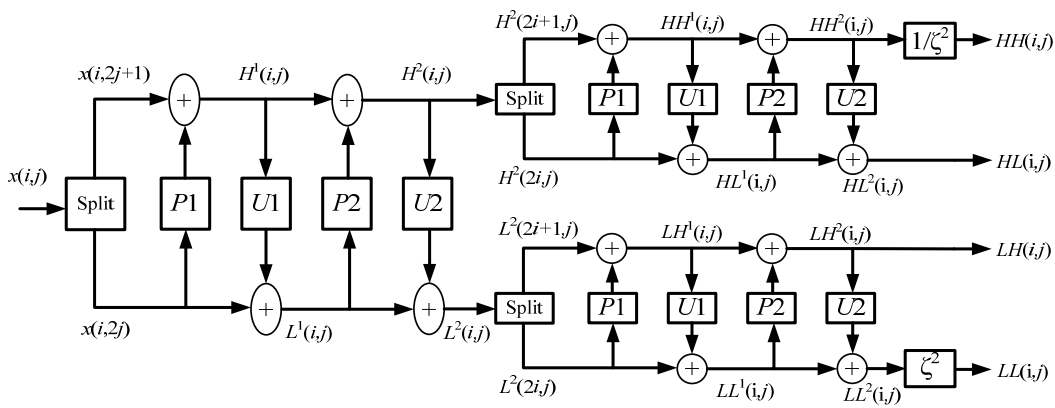 H²(2i+1,j) HH¹(i,j) HH²(i,j)
1/ζ² HH(i,j)
x(i,2j+1) H¹(i,j) H²(i,j)
Split P1 U1 P2 U2
H²(2i,j) HL¹(i,j) HL²(i,j) HL(i,j)
x(i,j)
Split P1 U1 P2 U2
L²(2i+1,j) LH¹(i,j) LH²(i,j)
LH(i,j)
Split P1 U1 P2 U2
x(i,2j) L¹(i,j) L²(i,j)
ζ² LL(i,j)
L²(2i,j) LL¹(i,j) LL²(i,j)